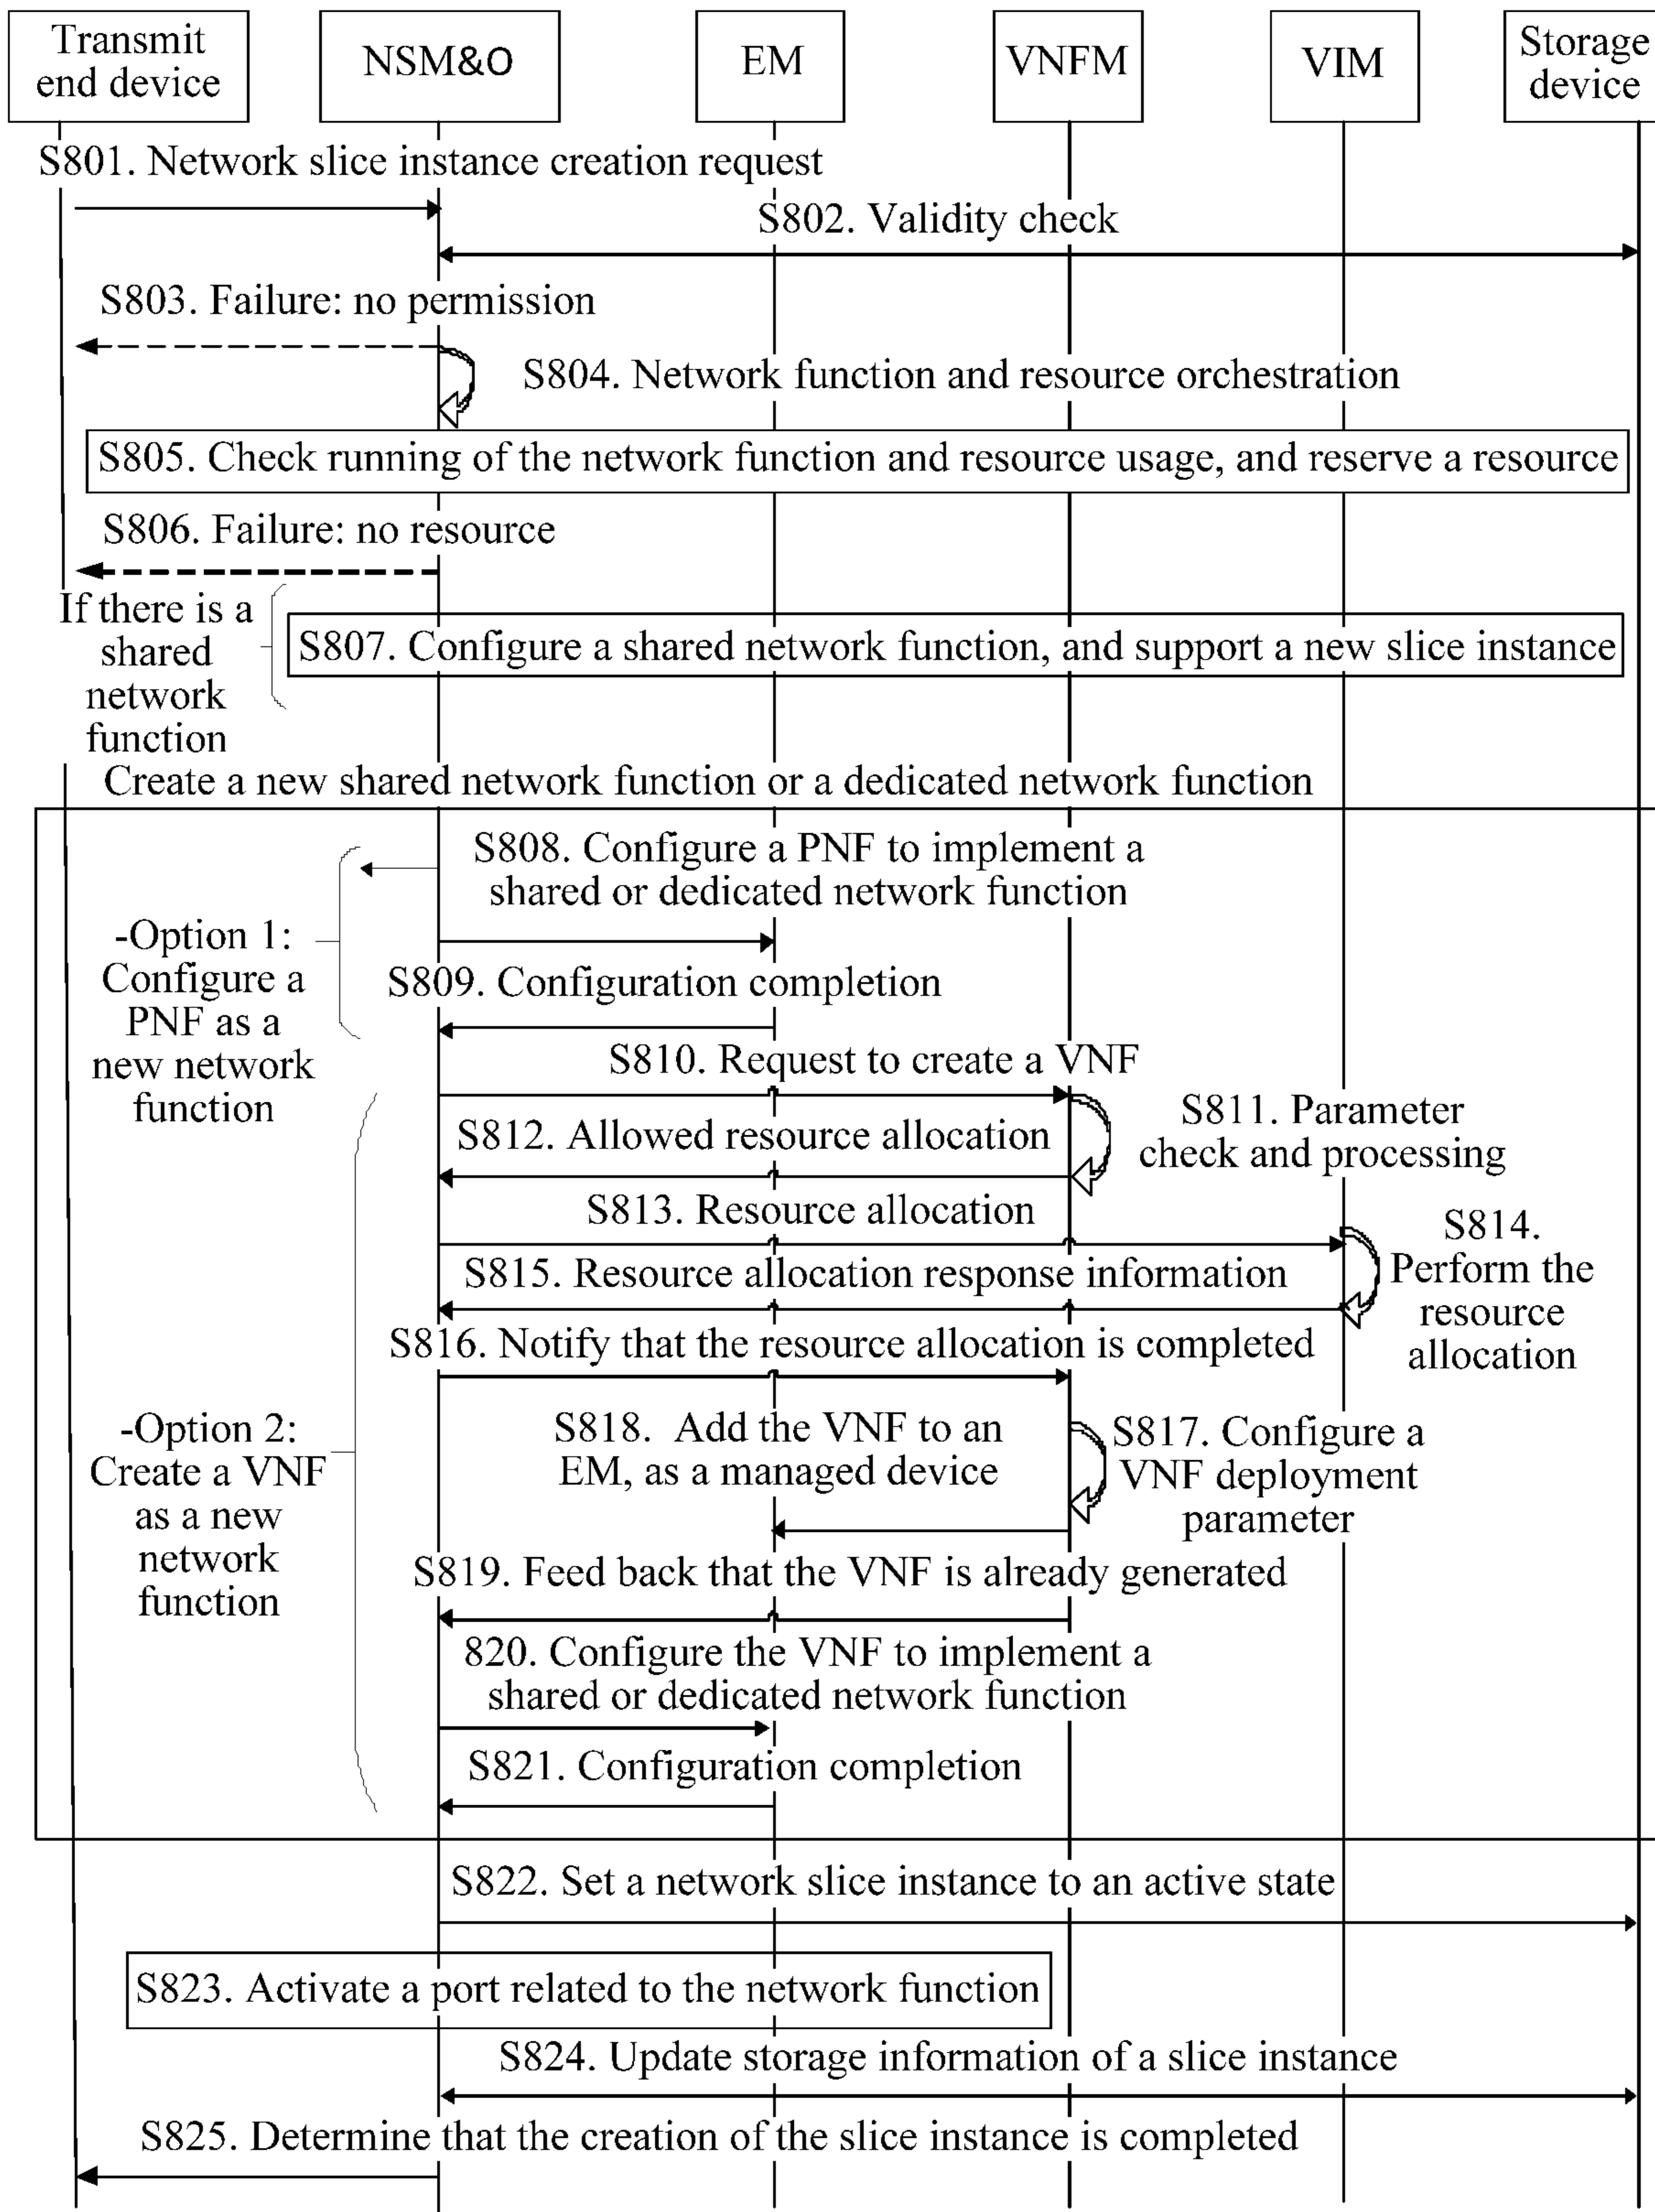 Transmit
end device
NSM&O
EM
VNFM
VIM
Storage
device
S801. Network slice instance creation request
S802. Validity check
S803. Failure: no permission
S804. Network function and resource orchestration
S805. Check running of the network function and resource usage, and reserve a resource
S806. Failure: no resource
If there is a
shared
network
function
S807. Configure a shared network function, and support a new slice instance
Create a new shared network function or a dedicated network function
S808. Configure a PNF to implement a
shared or dedicated network function
-Option 1:
Configure a
PNF as a
new network
function
S809. Configuration completion
S810. Request to create a VNF
S811. Parameter
check and processing
S812. Allowed resource allocation
S813. Resource allocation
S814.
Perform the
resource
allocation
S815. Resource allocation response information
S816. Notify that the resource allocation is completed
-Option 2:
Create a VNF
as a new
network
function
S818. Add the VNF to an
EM, as a managed device
S817. Configure a
VNF deployment
parameter
S819. Feed back that the VNF is already generated
820. Configure the VNF to implement a
shared or dedicated network function
S821. Configuration completion
S822. Set a network slice instance to an active state
S823. Activate a port related to the network function
S824. Update storage information of a slice instance
S825. Determine that the creation of the slice instance is completed